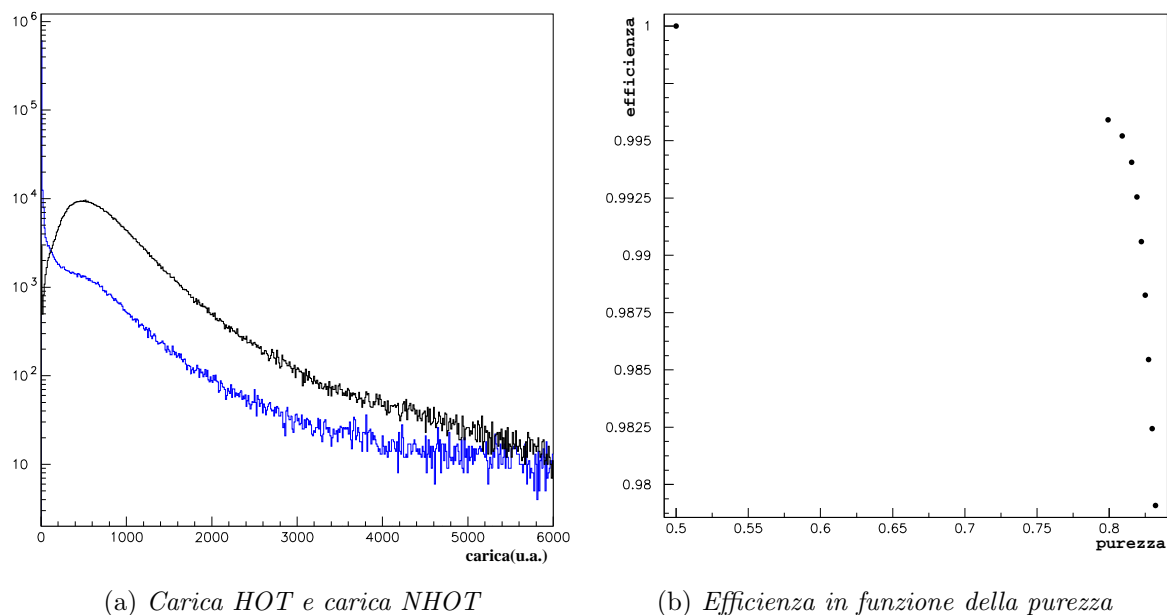 10^6
10^5
10^4
10^3
10^2
10
0 1000 2000 3000 4000 5000 6000
carica(u.a.)
(a) Carica HOT e carica NHOT
efficienza
1
0.995
0.9925
0.99
0.9875
0.985
0.9825
0.98
0.5 0.55 0.6 0.65 0.7 0.75 0.8
purezza
(b) Efficienza in funzione della purezza